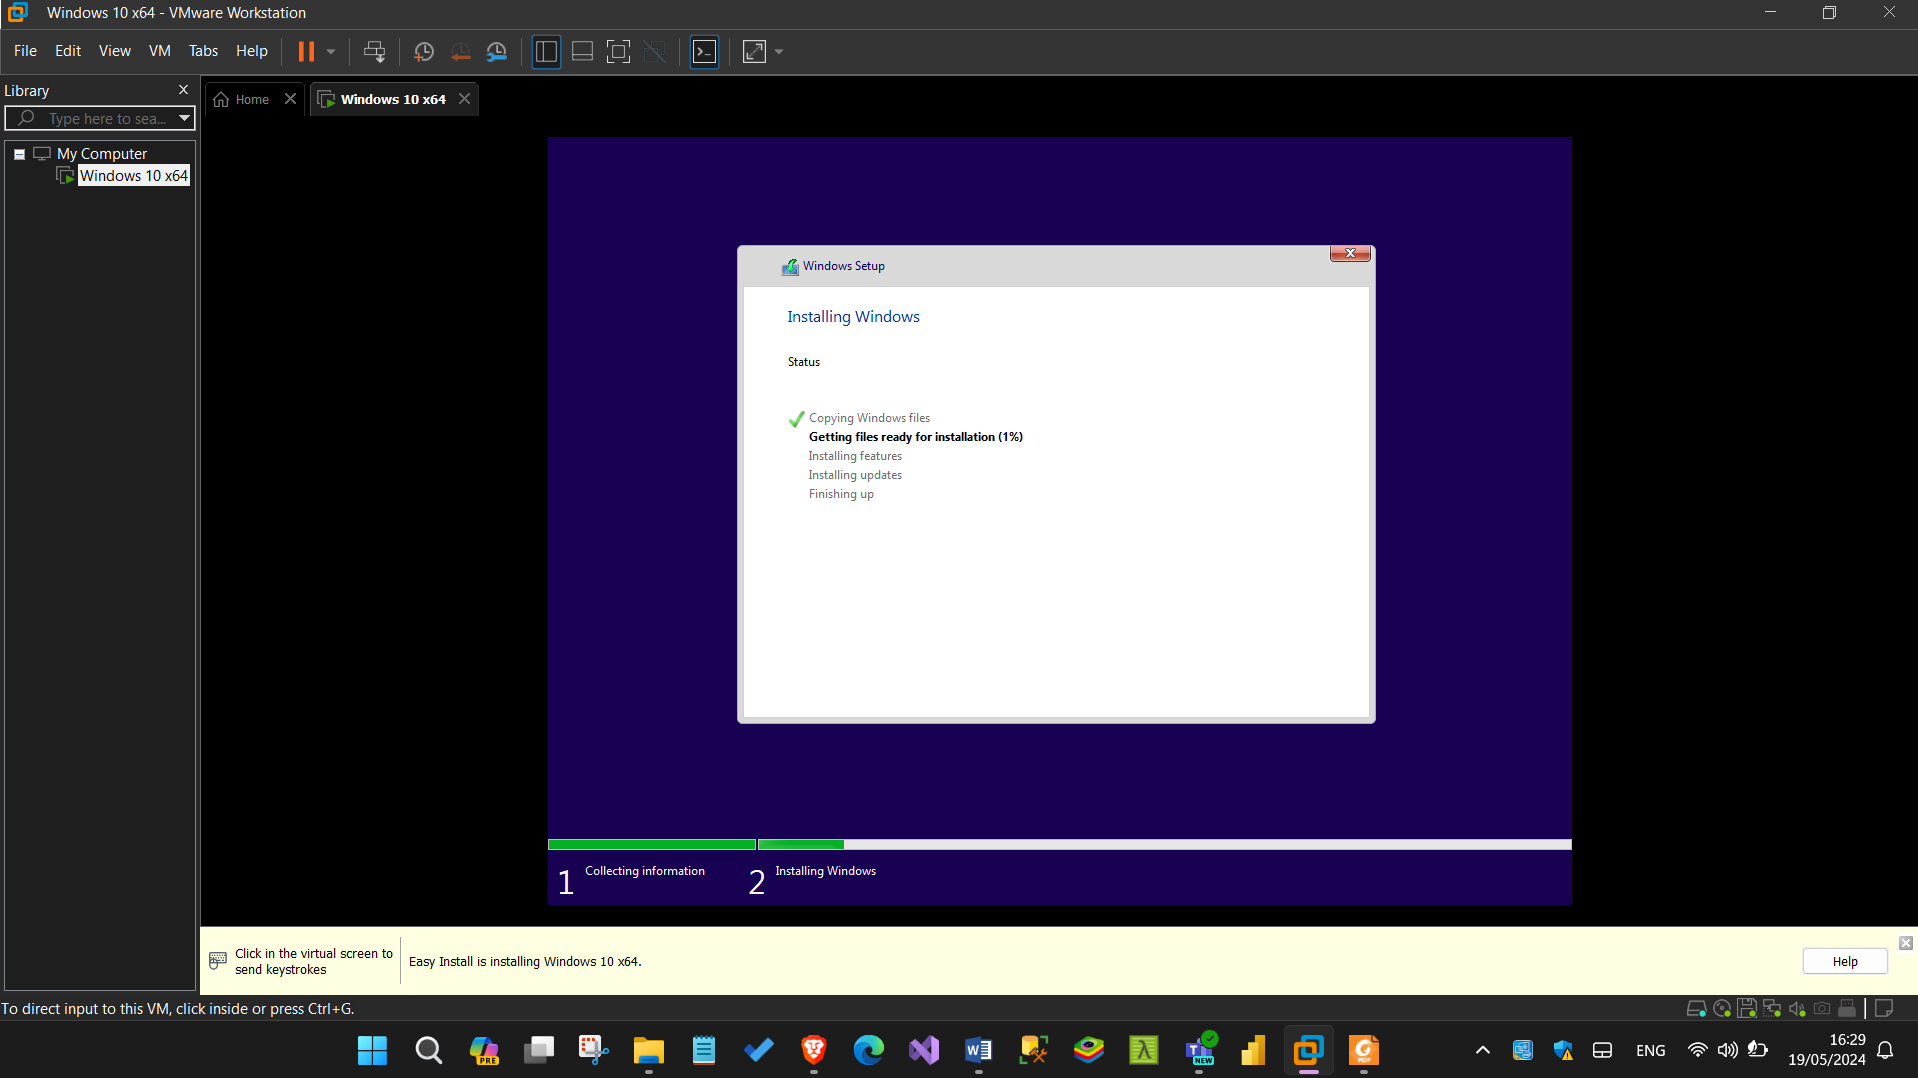 Windows 10 x64 - VMware Workstation
File Edit View VM Tabs Help
Library
Home
Windows 10 x64
Type here to sea...
My Computer
Windows 10 x64
Windows Setup
Installing Windows
Status
Copying Windows files
Getting files ready for installation (1%)
Installing features
Installing updates
Finishing up
1 Collecting information
2 Installing Windows
Click in the virtual screen to
send keystrokes
Easy Install is installing Windows 10 x64.
Help
To direct input to this VM, click inside or press Ctrl+G.
PRE
NEW
PDF
ENG
16:29
19/05/2024